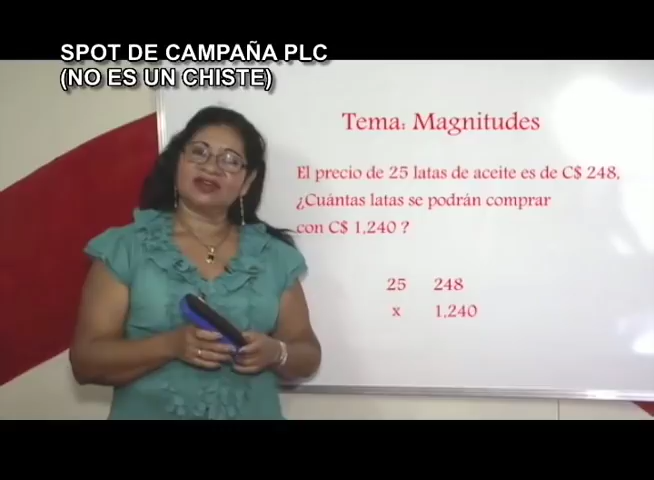 SPOT DE CAMPAÑA PLC
(NO ES UN CHISTE)
Tema: Magnitudes
El precio de 25 latas de aceite es de C$ 248,
¿Cuántas latas se podrán comprar
con C$ 1,240 ?
25 248
x 1,240